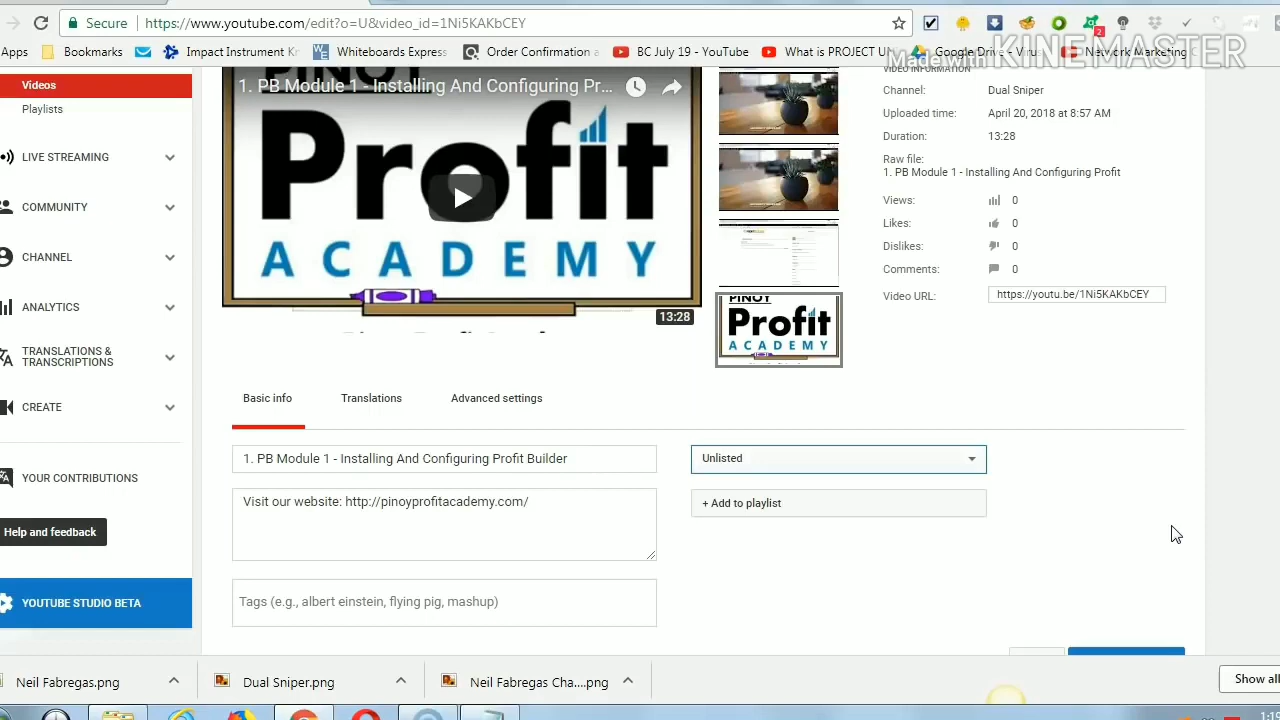 Secure
https://www.youtube.com/edit?o=U&video_id=1Ni5KAKbCEY
2
Apps
Bookmarks
Impact Instrument
Express
Confirmation a
BC July 19 - YouTube
What is PROJECT
Google Drive - Virus
Network Marketing
Made with KINEMASTER
Videos
Playlists
LIVE STREAMING
COMMUNITY
CHANNEL
ANALYTICS
TRANSLATIONS &
TRANSCRIPTIONS
CREATE
YOUR CONTRIBUTIONS
Help and feedback
YOUTUBE STUDIO BETA
PINOY
1. PB Module 1 - Installing And Configuring Pr...
Profit
ACADEMY
13:28
PINOY
Profit
ACADEMY
VIDEO INFORMATION
Channel: Dual Sniper
Uploaded time: April 20, 2018 at 8:57 AM
Duration: 13:28
Raw file:
1. PB Module 1 - Installing And Configuring Profit
Views: 0
Likes: 0
Dislikes: 0
Comments: 0
Video URL: https://youtu.be/1Ni5KAKbCEY
Basic info
Translations
Advanced settings
1. PB Module 1 - Installing And Configuring Profit Builder
Unlisted
Visit our website: http://pinoyprofitacademy.com/
+ Add to playlist
Tags (e.g., albert einstein, flying pig, mashup)
Neil Fabregas.png
Dual Sniper.png
Neil Fabregas Cha....png
Show all